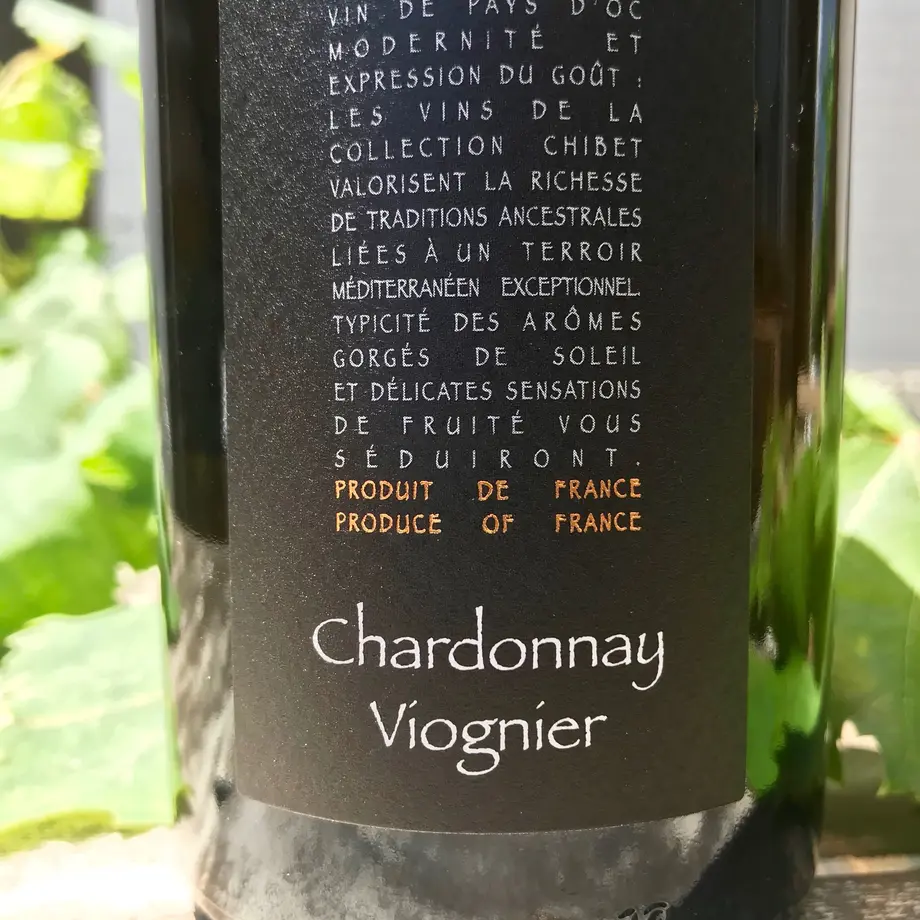 VIN DE PAYS D'OC
MODERNITÉ ET
EXPRESSION DU GOÛT :
LES VINS DE LA
COLLECTION CHIBET
VALORISENT LA RICHESSE
DE TRADITIONS ANCESTRALES
LIÉES À UN TERROIR
MÉDITERRANÉEN EXCEPTIONNEL.
TYPICITÉ DES ARÔMES
GORGÉS DE SOLEIL
ET DÉLICATES SENSATIONS
DE FRUITÉ VOUS
SÉDUIRONT.
PRODUIT DE FRANCE
PRODUCE OF FRANCE
Chardonnay
Viognier